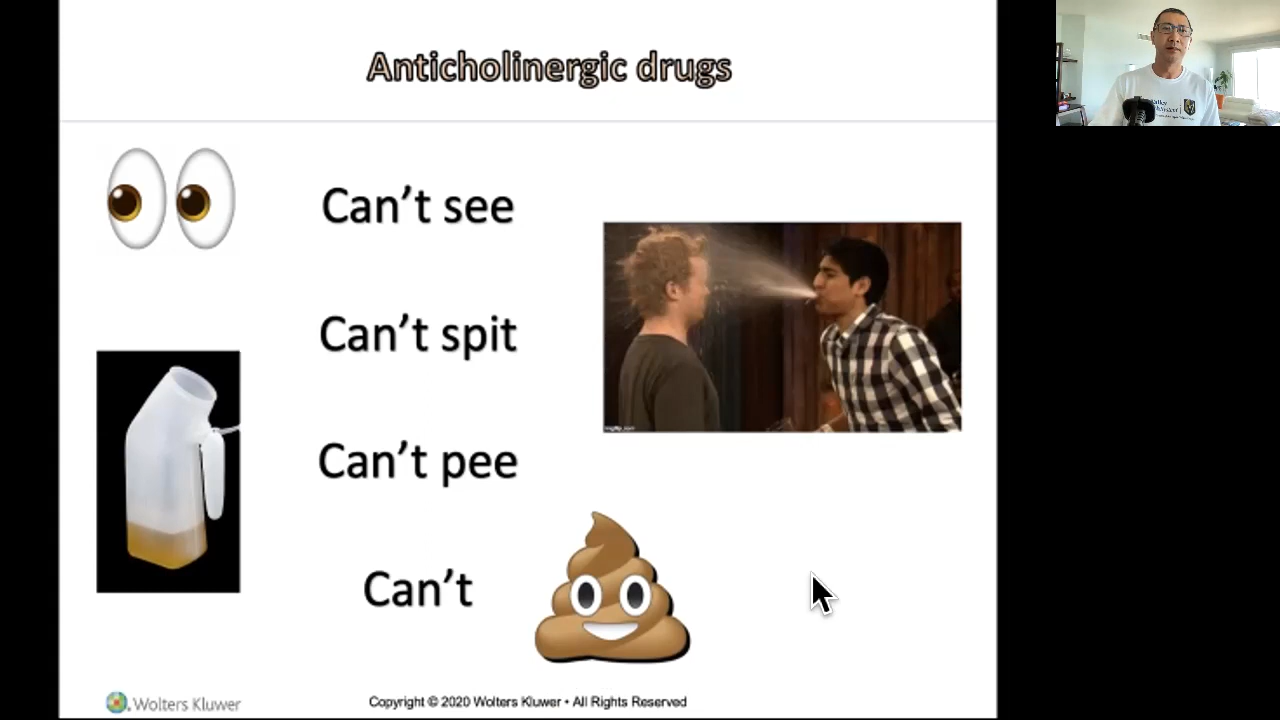 Anticholinergic drugs
Can’t see
Can’t spit
Can’t pee
Can’t
Wolters Kluwer
Copyright © 2020 Wolters Kluwer • All Rights Reserved